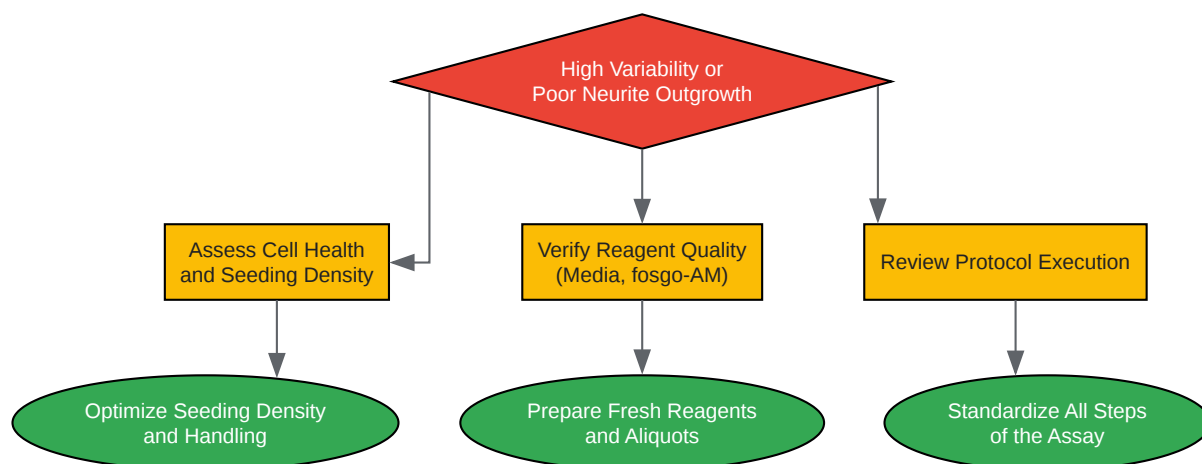 High Variability or
Poor Neurite Outgrowth
Assess Cell Health
and Seeding Density
Verify Reagent Quality
(Media, fosgo-AM)
Review Protocol Execution
Optimize Seeding Density
and Handling
Prepare Fresh Reagents
and Aliquots
Standardize All Steps
of the Assay